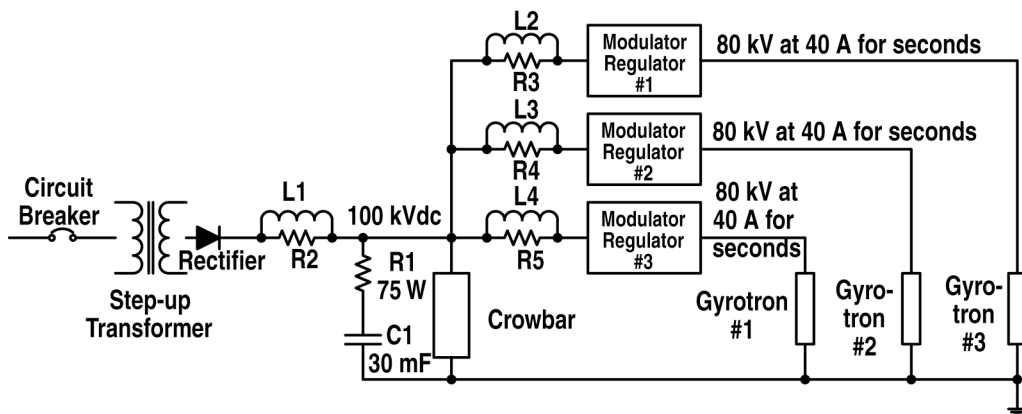 L2
Modulator
Regulator
#1
80 kV at 40 A for seconds
R3
L3
Modulator
Regulator
#2
80 kV at 40 A for seconds
R4
Circuit
Breaker
L1
100 kVdc
L4
Modulator
Regulator
#3
80 kV at
40 A for
seconds
Rectifier
R2
R1
75 W
R5
Step-up
Transformer
C1
30 mF
Crowbar
Gyrotron
#1
Gyro-
tron
#2
Gyro-
tron
#3